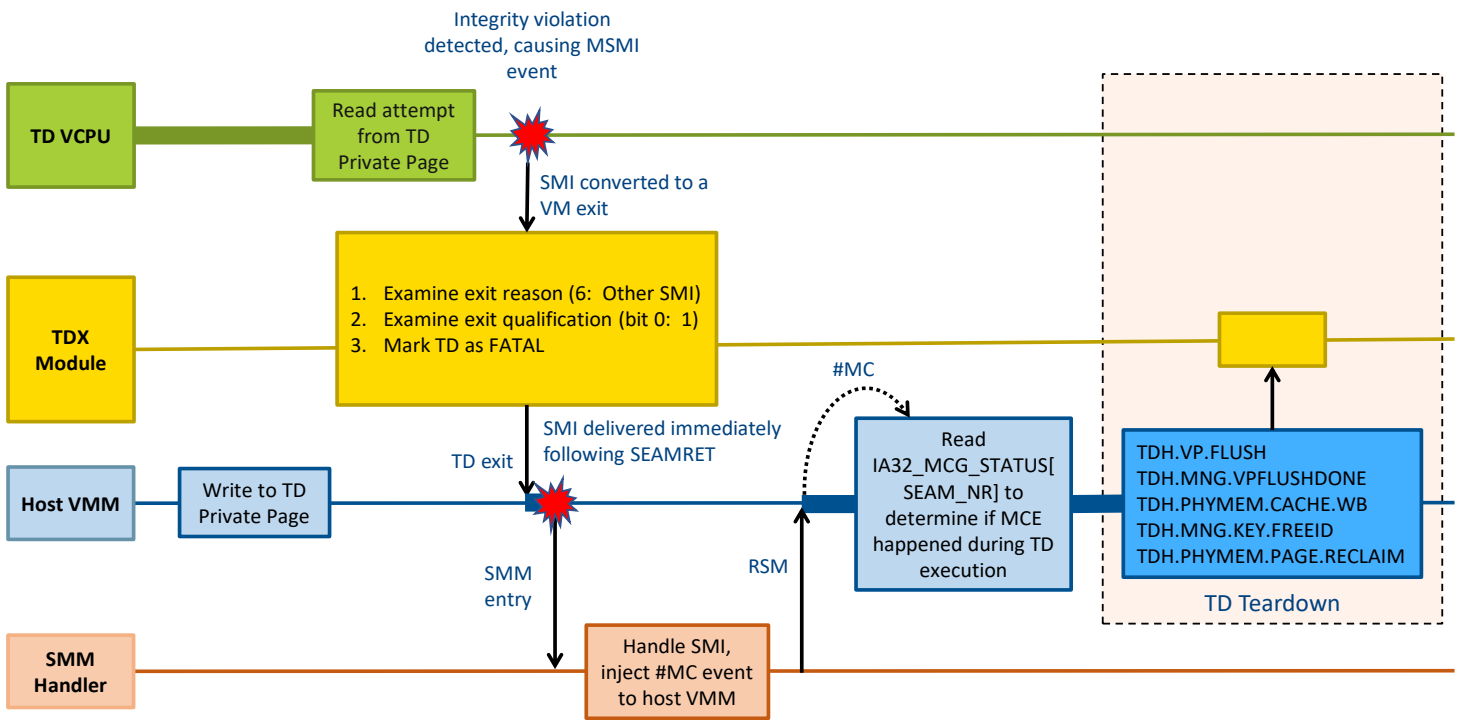 Integrity violation
detected, causing MSMI
event
TD VCPU
Read attempt
from TD
Private Page
SMI converted to a
VM exit
TDX
Module
1. Examine exit reason (6: Other SMI)
2. Examine exit qualification (bit 0: 1)
3. Mark TD as FATAL
#MC
SMI delivered immediately
following SEAMRET
TD exit
Host VMM
Write to TD
Private Page
Read
IA32_MCG_STATUS[
SEAM_NR] to
determine if MCE
happened during TD
execution
TDH.VP.FLUSH
TDH.MNG.VPFLUSHDONE
TDH.PHYMEM.CACHE.WB
TDH.MNG.KEY.FREEID
TDH.PHYMEM.PAGE.RECLAIM
TD Teardown
SMM
entry
RSM
SMM
Handler
Handle SMI,
inject #MC event
to host VMM